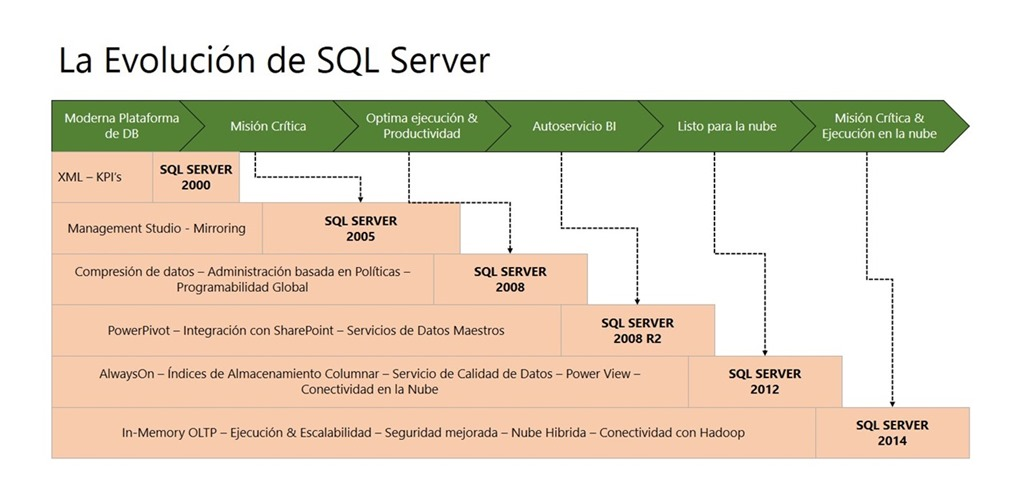 La Evolución de SQL Server
Moderna Plataforma
de DB
Misión Crítica
Optima ejecución &
Productividad
Autoservicio BI
Listo para la nube
Misión Crítica &
Ejecución en la nube
XML – KPI's
SQL SERVER
2000
Management Studio - Mirroring
SQL SERVER
2005
Compresión de datos – Administración basada en Políticas –
Programabilidad Global
SQL SERVER
2008
PowerPivot – Integración con SharePoint – Servicios de Datos Maestros
SQL SERVER
2008 R2
AlwaysOn – Índices de Almacenamiento Columnar – Servicio de Calidad de Datos – Power View –
Conectividad en la Nube
SQL SERVER
2012
In-Memory OLTP – Ejecución & Escalabilidad – Seguridad mejorada – Nube Hibrida – Conectividad con Hadoop
SQL SERVER
2014